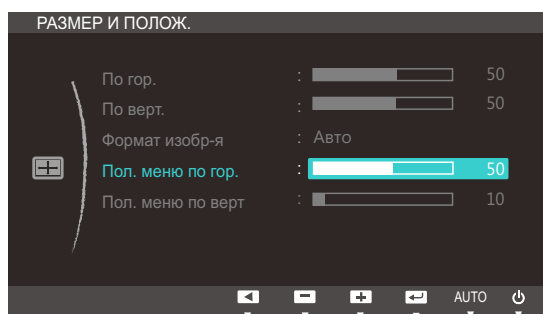 РАЗМЕР И ПОЛОЖ.
По гор. : 50
По верт. : 50
Формат изобр-я : Авто
Пол. меню по гор. : 50
Пол. меню по верт : 10
AUTO